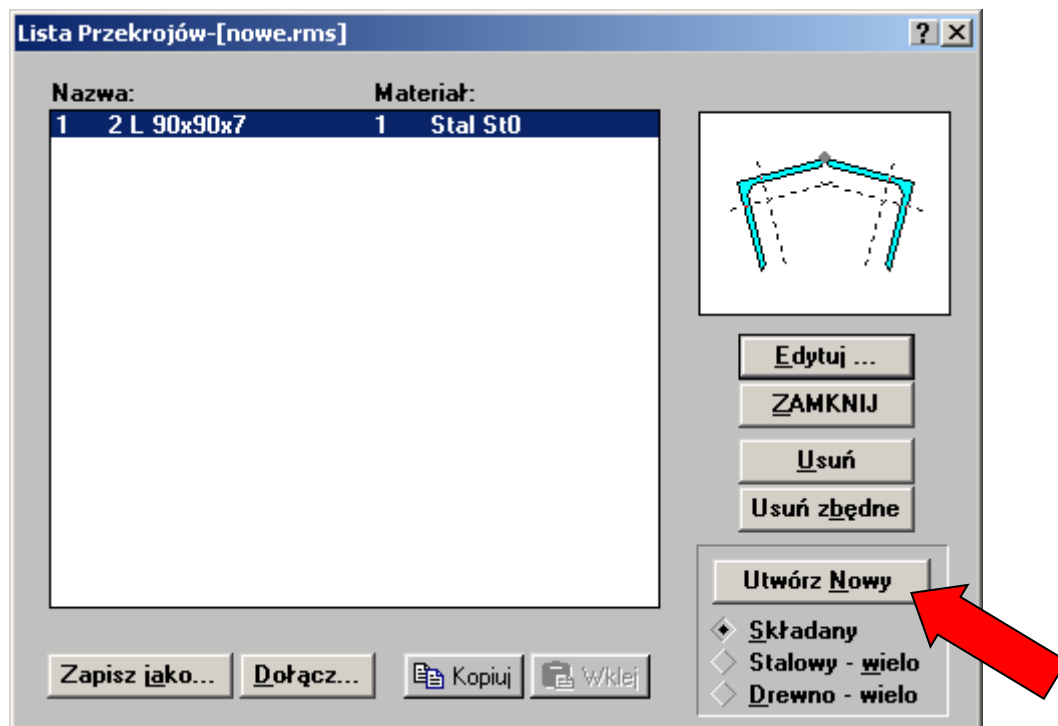 Lista Przekrojów-[nowe.rms]
Nazwa: Materiał:
1 2 L 90x90x7 1 Stal St0
Edytuj ...
ZAMKNIJ
Usuń
Usuń zbędne
Utwórz Nowy
Składany
Stalowy - wielo
Drewno - wielo
Zapisz jako... Dołącz... Kopiuj Wklej